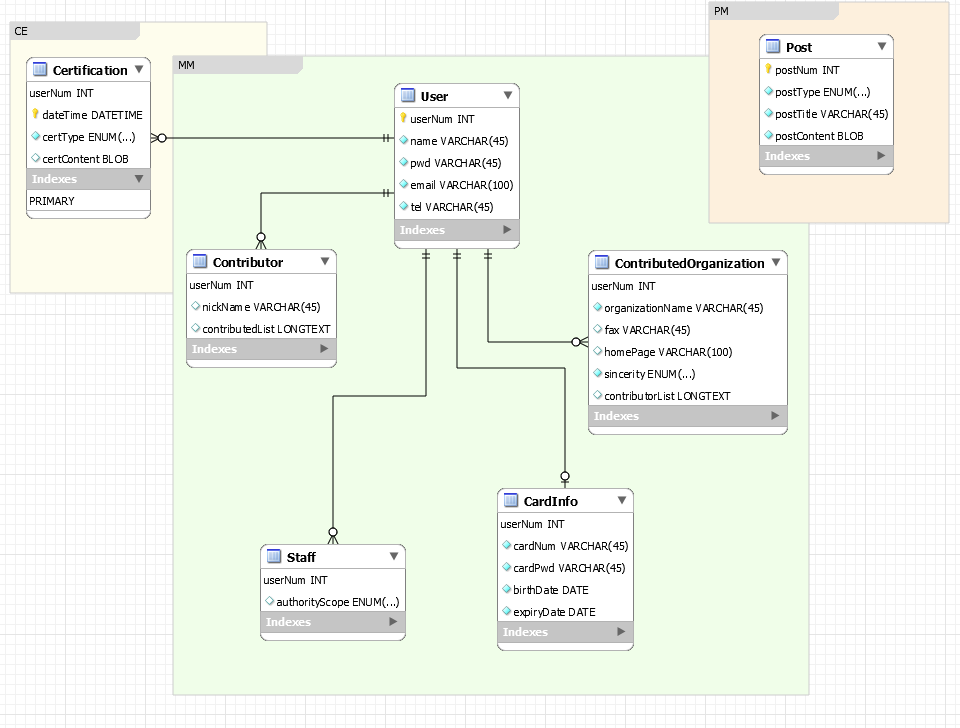 CE
Certification
userNum INT
dateTime DATETIME
certType ENUM(...)
certContent BLOB
Indexes
PRIMARY
MM
User
userNum INT
name VARCHAR(45)
pwd VARCHAR(45)
email VARCHAR(100)
tel VARCHAR(45)
Indexes
PM
Post
postNum INT
postType ENUM(...)
postTitle VARCHAR(45)
postContent BLOB
Indexes
Contributor
userNum INT
nickName VARCHAR(45)
contributedList LONGTEXT
Indexes
ContributedOrganization
userNum INT
organizationName VARCHAR(45)
fax VARCHAR(45)
homePage VARCHAR(100)
sincerity ENUM(...)
contributorList LONGTEXT
Indexes
Staff
userNum INT
authorityScope ENUM(...)
Indexes
CardInfo
userNum INT
cardNum VARCHAR(45)
cardPwd VARCHAR(45)
birthDate DATE
expiryDate DATE
Indexes